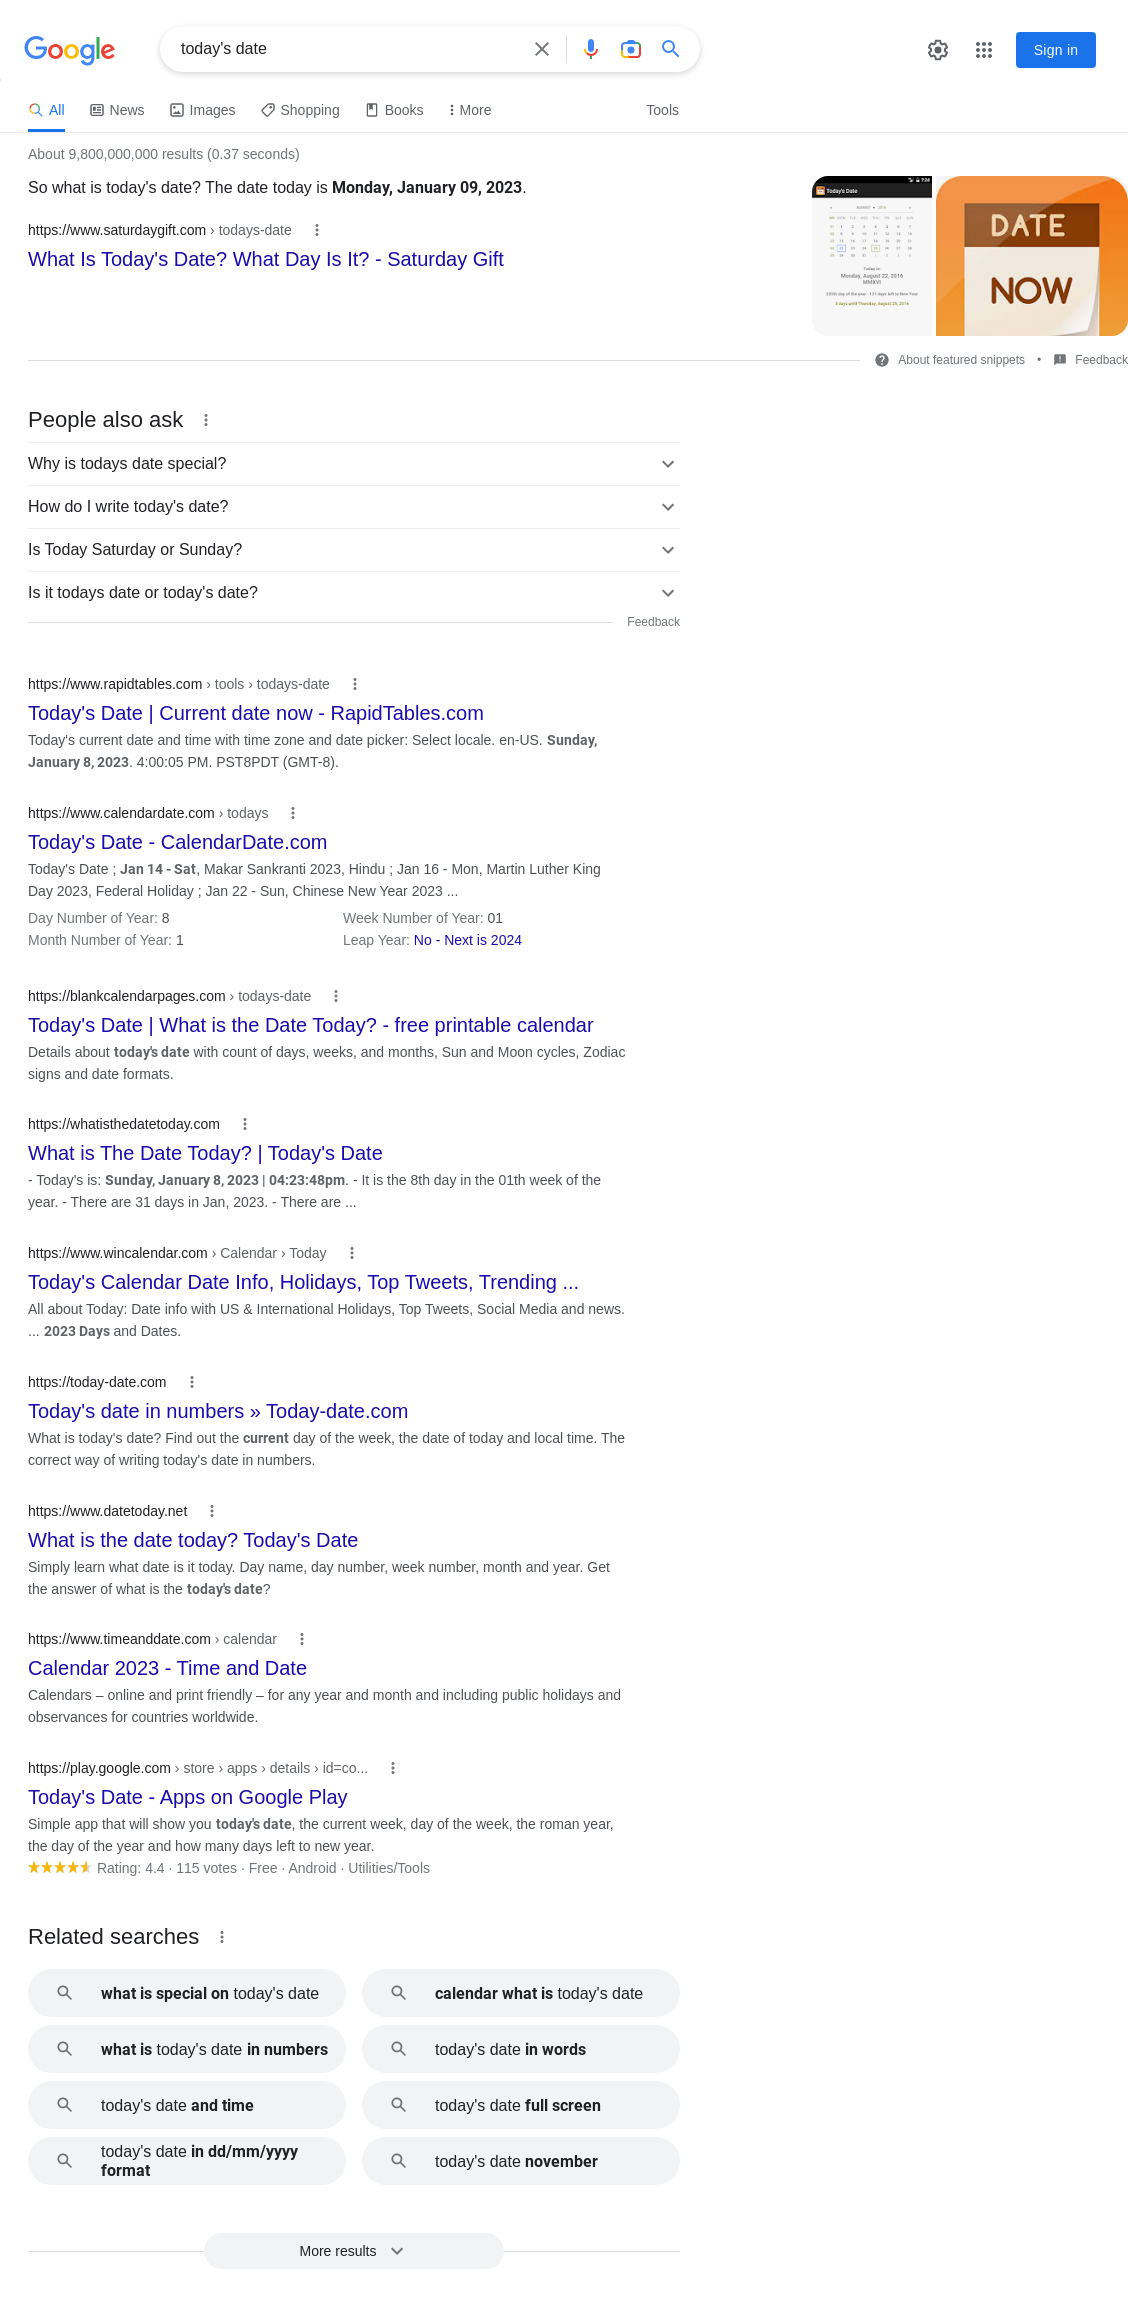 Google
today's date
Sign in
All
News
Images
Shopping
Books
More
Tools
About 9,800,000,000 results (0.37 seconds)
So what is today's date? The date today is Monday, January 09, 2023.
https://www.saturdaygift.com › todays-date
What Is Today's Date? What Day Is It? - Saturday Gift
Today's Date
Today is:
Monday, August 22, 2016
MMXVI
DATE
NOW
About featured snippets • Feedback
People also ask
Why is todays date special?
How do I write today's date?
Is Today Saturday or Sunday?
Is it todays date or today's date?
Feedback
https://www.rapidtables.com › tools › todays-date
Today's Date | Current date now - RapidTables.com
Today's current date and time with time zone and date picker: Select locale. en-US. Sunday,
January 8, 2023. 4:00:05 PM. PST8PDT (GMT-8).
https://www.calendardate.com › todays
Today's Date - CalendarDate.com
Today's Date ; Jan 14 - Sat, Makar Sankranti 2023, Hindu ; Jan 16 - Mon, Martin Luther King
Day 2023, Federal Holiday ; Jan 22 - Sun, Chinese New Year 2023 ...
Day Number of Year: 8
Week Number of Year: 01
Month Number of Year: 1
Leap Year: No - Next is 2024
https://blankcalendarpages.com › todays-date
Today's Date | What is the Date Today? - free printable calendar
Details about today's date with count of days, weeks, and months, Sun and Moon cycles, Zodiac
signs and date formats.
https://whatisthedatetoday.com
What is The Date Today? | Today's Date
- Today's is: Sunday, January 8, 2023 | 04:23:48pm. - It is the 8th day in the 01th week of the
year. - There are 31 days in Jan, 2023. - There are ...
https://www.wincalendar.com › Calendar › Today
Today's Calendar Date Info, Holidays, Top Tweets, Trending ...
All about Today: Date info with US & International Holidays, Top Tweets, Social Media and news.
... 2023 Days and Dates.
https://today-date.com
Today's date in numbers » Today-date.com
What is today's date? Find out the current day of the week, the date of today and local time. The
correct way of writing today's date in numbers.
https://www.datetoday.net
What is the date today? Today's Date
Simply learn what date is it today. Day name, day number, week number, month and year. Get
the answer of what is the today's date?
https://www.timeanddate.com › calendar
Calendar 2023 - Time and Date
Calendars – online and print friendly – for any year and month and including public holidays and
observances for countries worldwide.
https://play.google.com › store › apps › details › id=co...
Today's Date - Apps on Google Play
Simple app that will show you today's date, the current week, day of the week, the roman year,
the day of the year and how many days left to new year.
Rating: 4.4 · 115 votes · Free · Android · Utilities/Tools
Related searches
what is special on today's date
calendar what is today's date
what is today's date in numbers
today's date in words
today's date and time
today's date full screen
today's date in dd/mm/yyyy
format
today's date november
More results